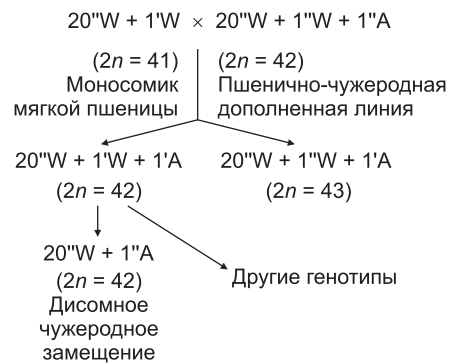 20"W + 1'W × 20"W + 1"W + 1"A
(2n = 41) (2n = 42)
Моносомик Пшенично-чужеродная
мягкой пшеницы дополненная линия
20"W + 1'W + 1'A 20"W + 1"W + 1'A
(2n = 42) (2n = 43)
20"W + 1"A
(2n = 42) Другие генотипы
Дисомное
чужеродное
замещение